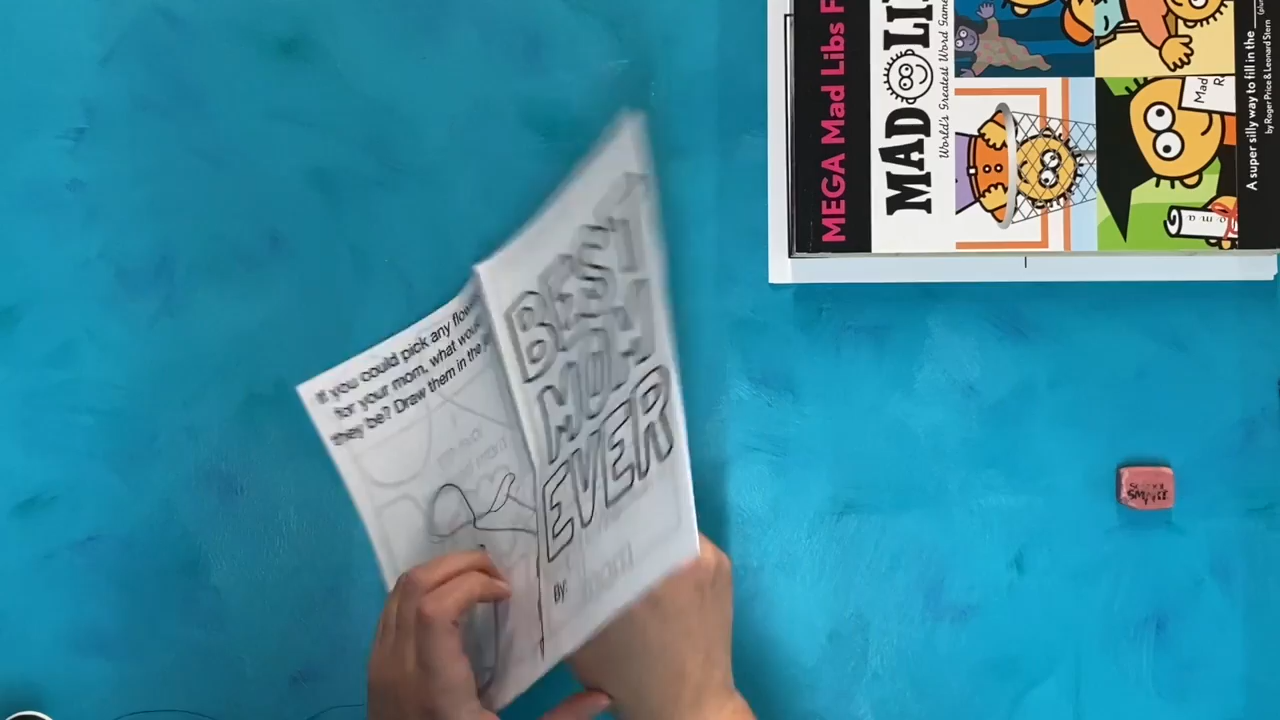 If you could pick any
for your mom, what would
they be? Draw them in the
BEST
MOM
EVER
By:
MEGA Mad Libs
MAD LI
World's Greatest Word Game
Mad
A super silly way to fill in the
by Roger Price & Leonard Stern